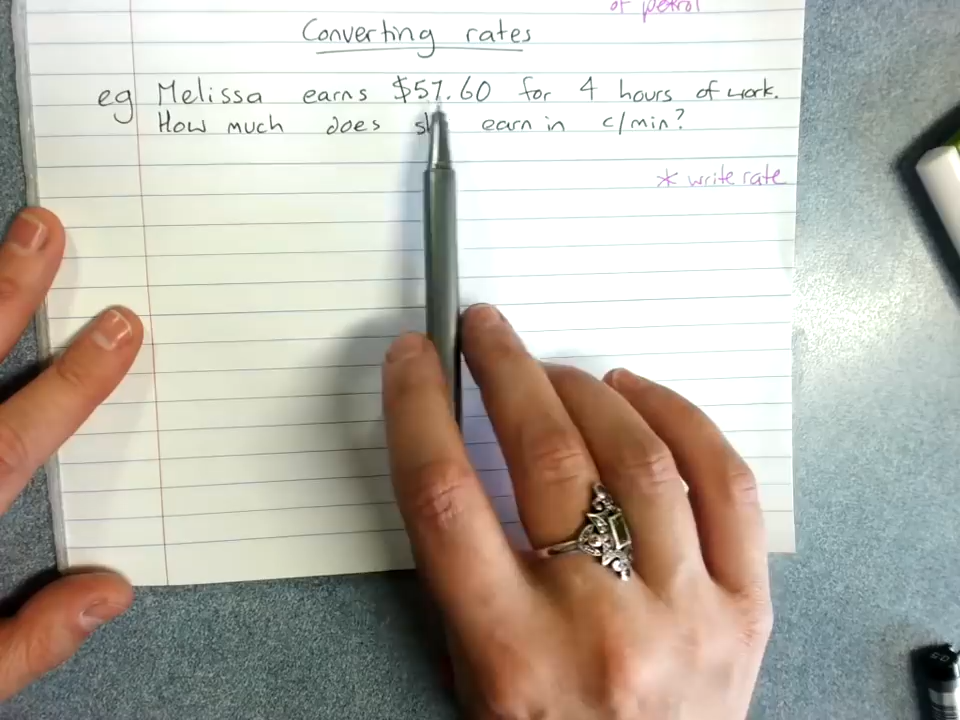 of petrol
Converting rates
eg Melissa earns $57.60 for 4 hours of work.
How much does earn in c/min?
* write rate